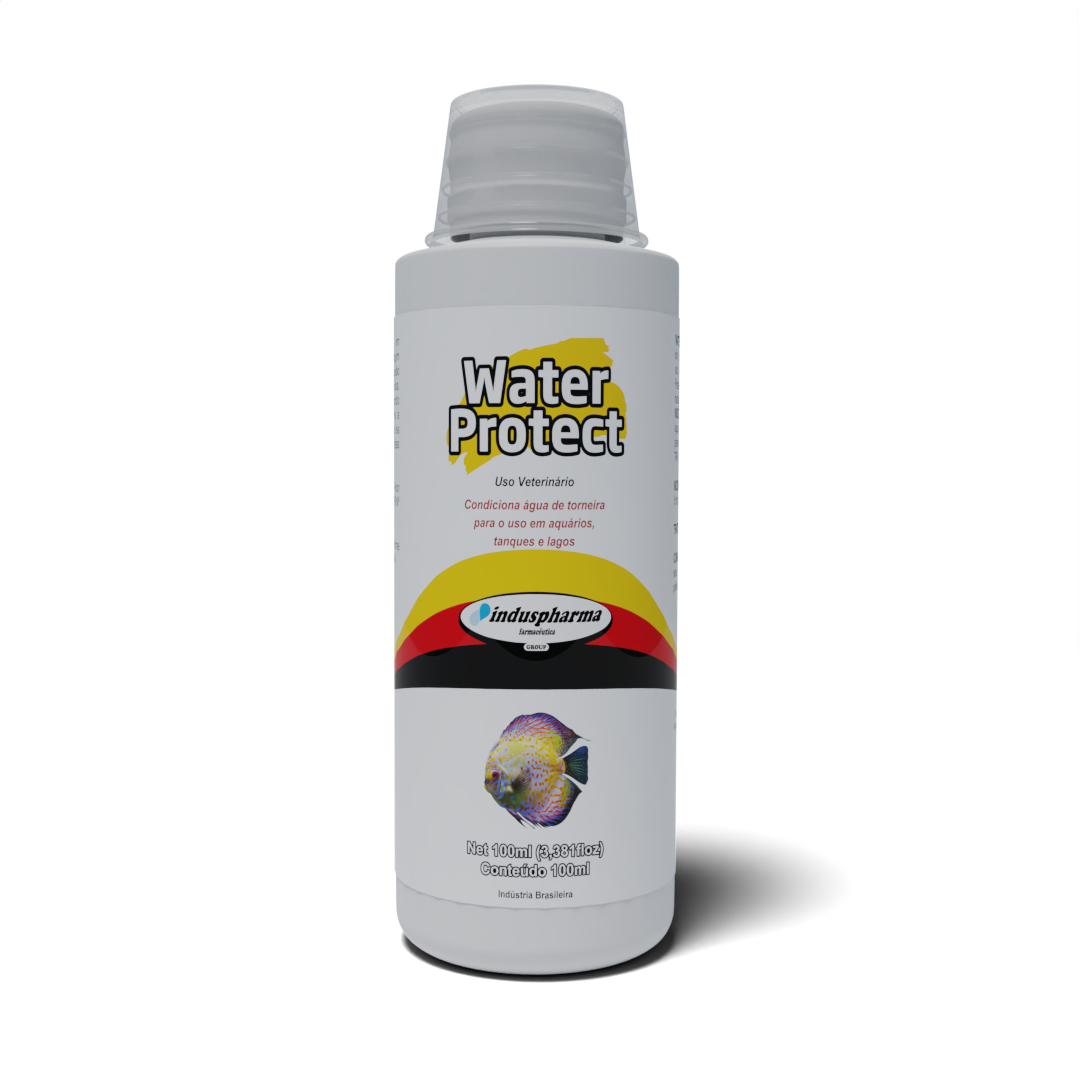 Water
Protect
Uso Veterinário
Condiciona água de torneira
para o uso em aquários,
tanques e lagos
induspharma
farmacêutica
GROUP
Net 100ml (3,381floz)
Conteúdo 100ml
Indústria Brasileira